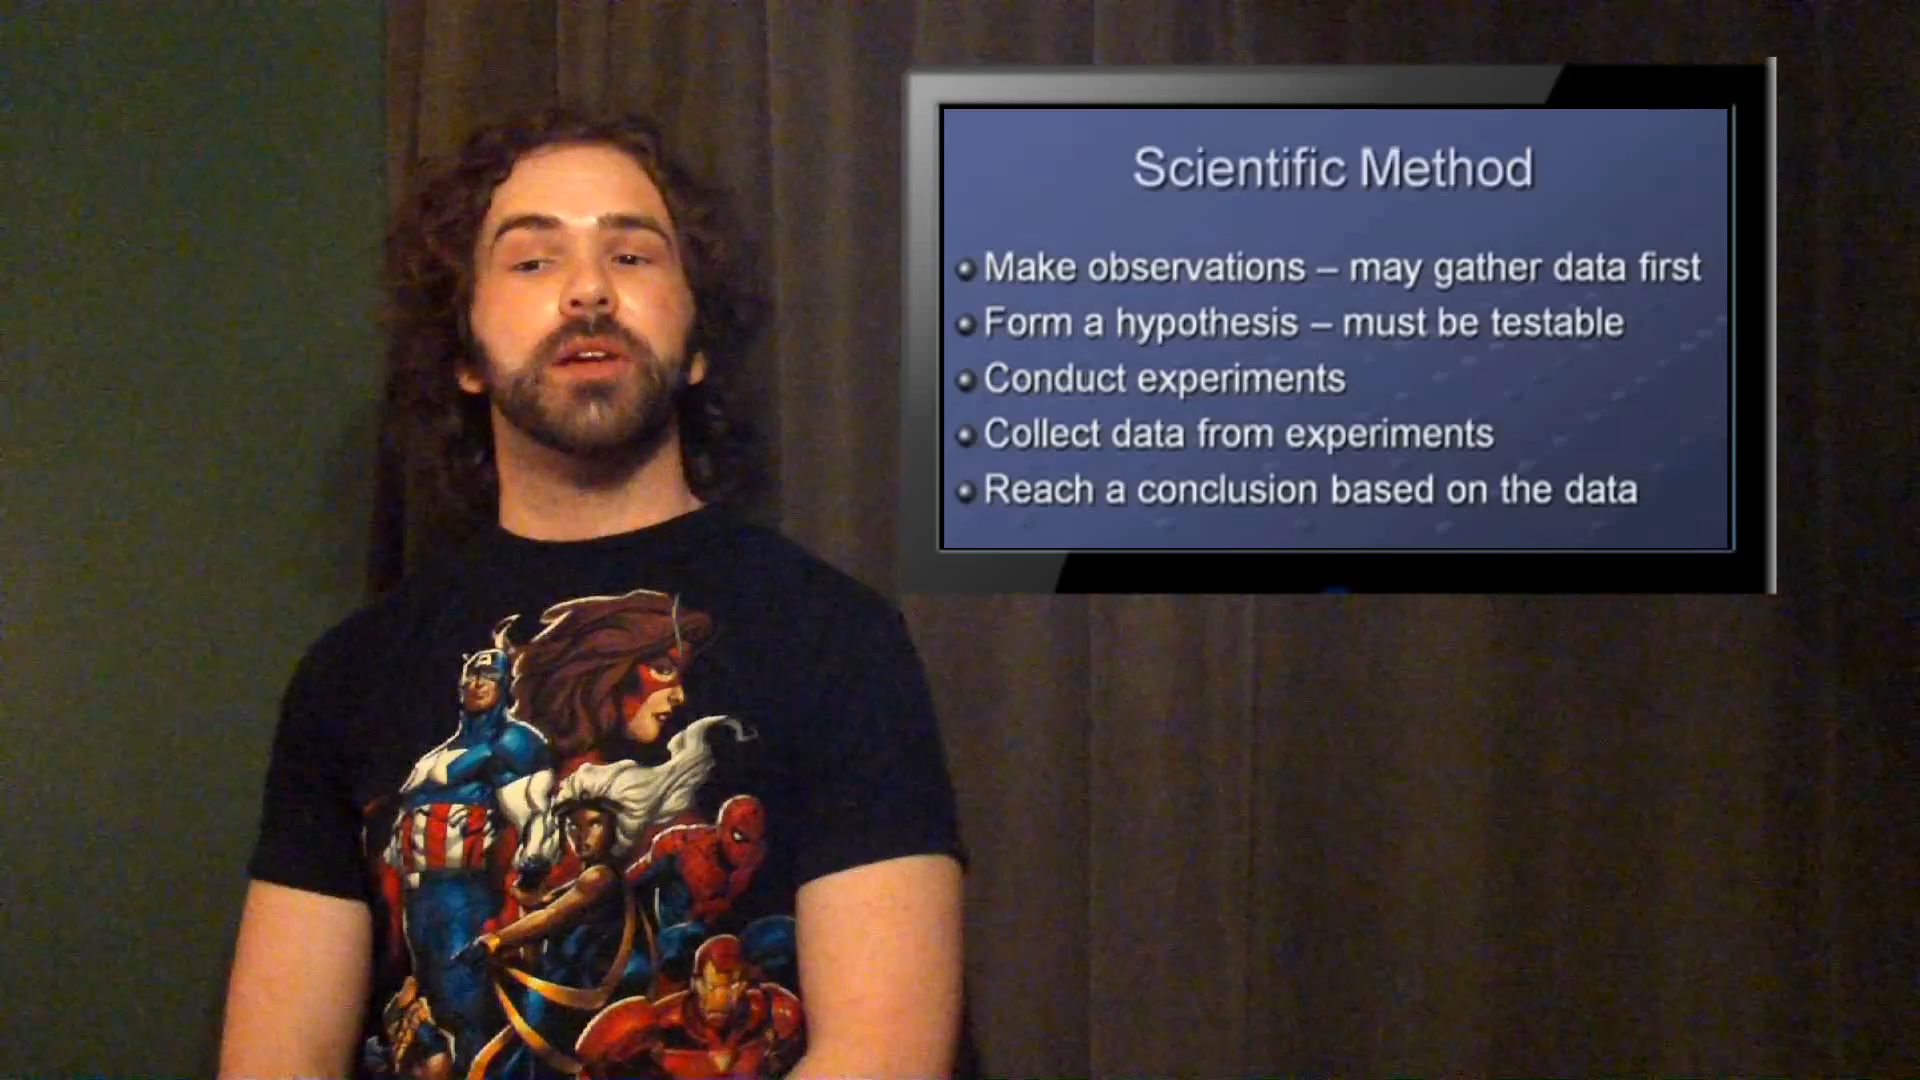 Scientific Method
Make observations – may gather data first
Form a hypothesis – must be testable
Conduct experiments
Collect data from experiments
Reach a conclusion based on the data